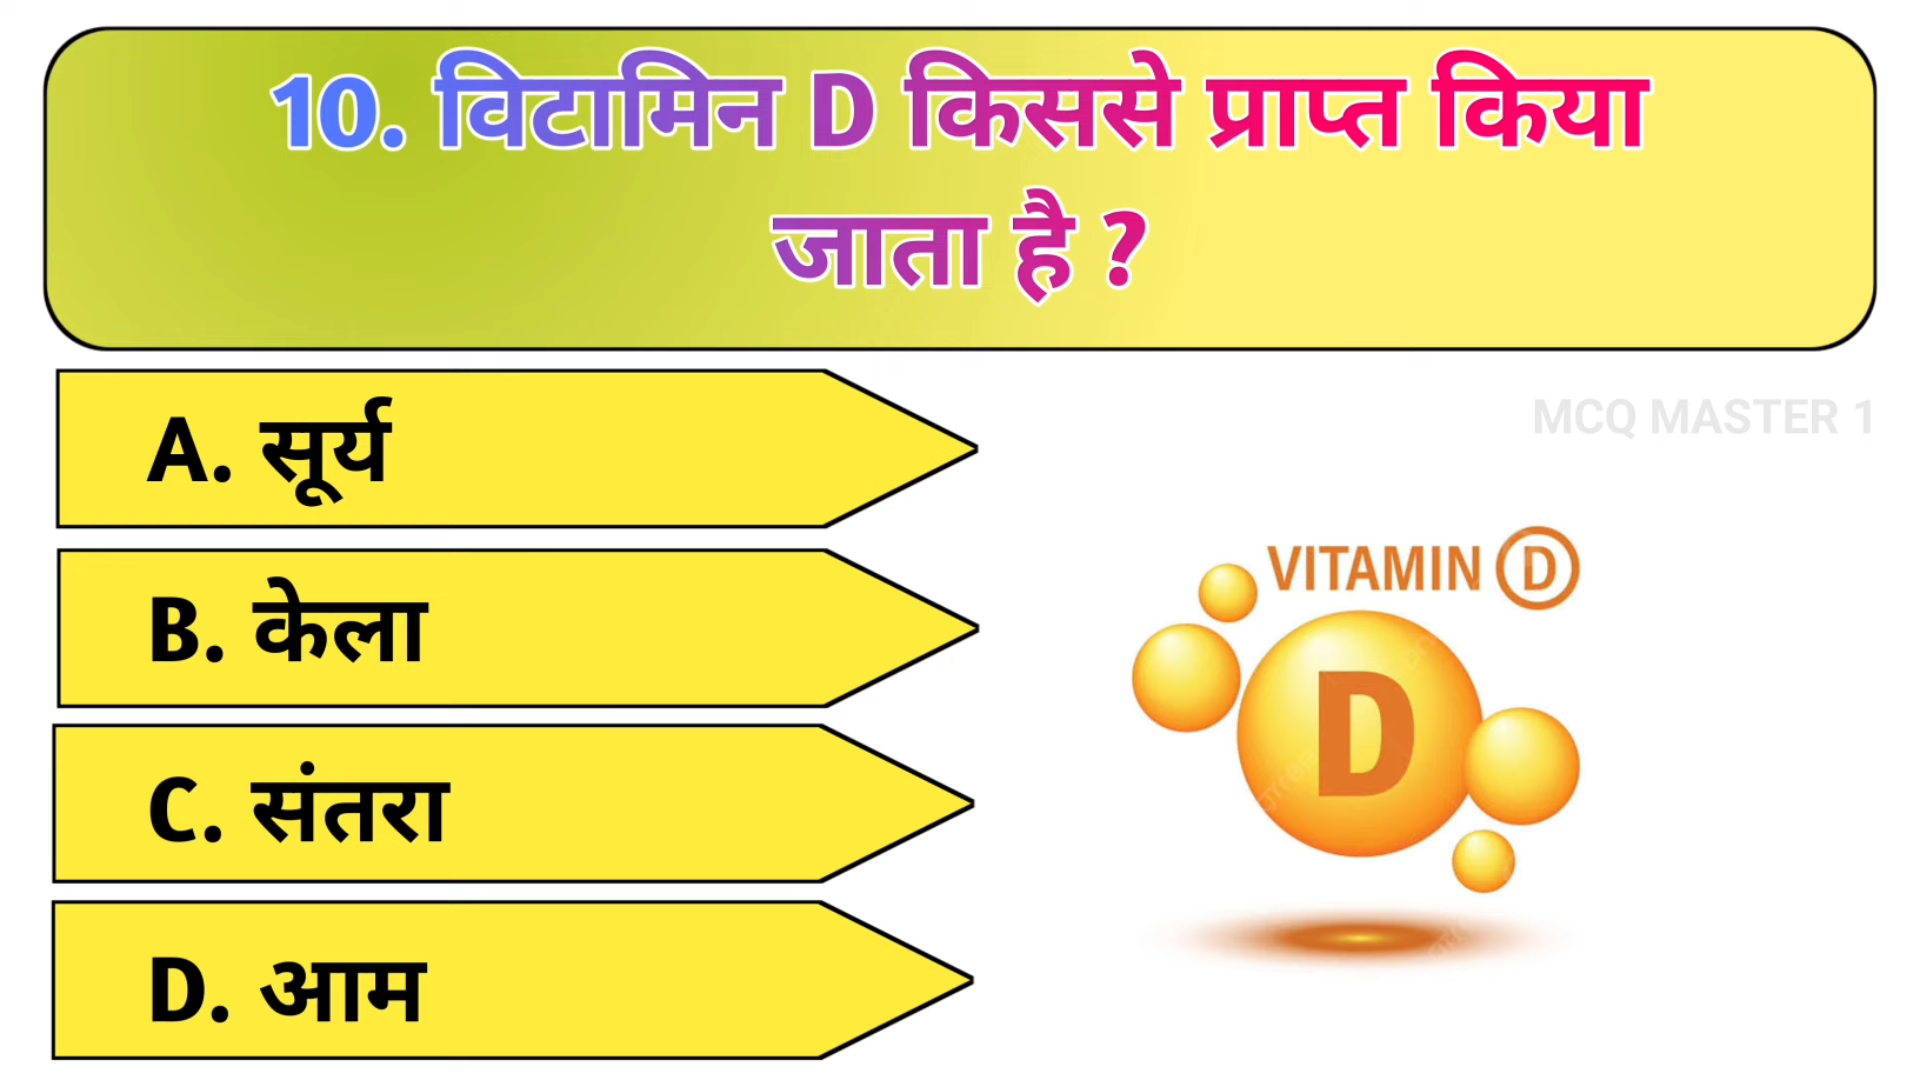 10. विटामिन D किससे प्राप्त किया
जाता है ?
A. सूर्य
MCQ MASTER 1
B. केला
VITAMIN D
D
C. संतरा
D. आम